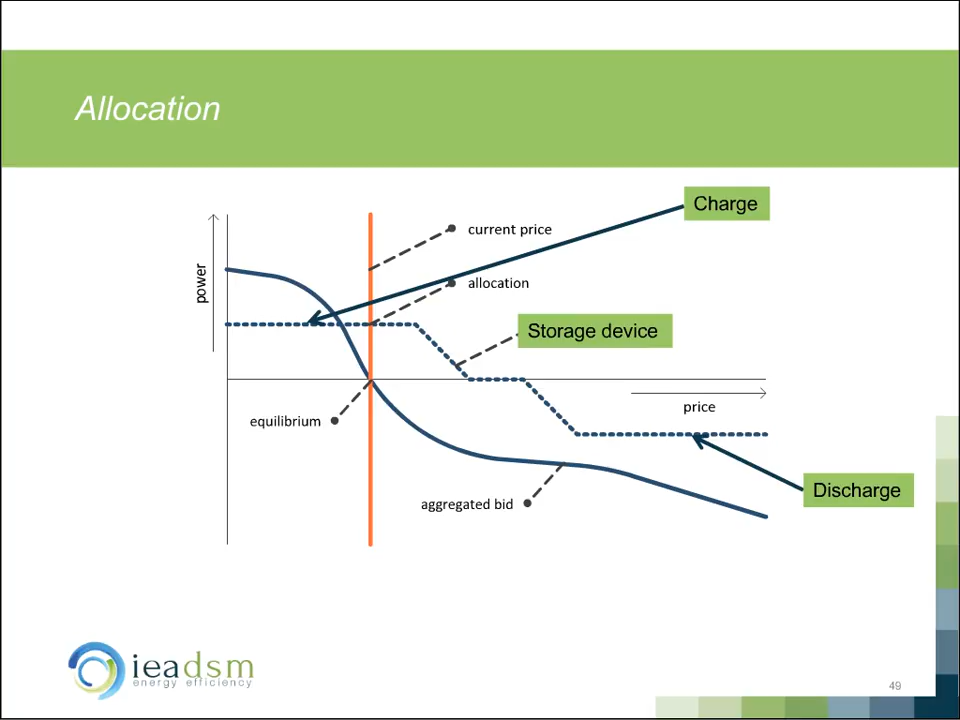 Allocation
Charge
current price
power
allocation
Storage device
price
equilibrium
Discharge
aggregated bid
ieadsm
energy efficiency
49